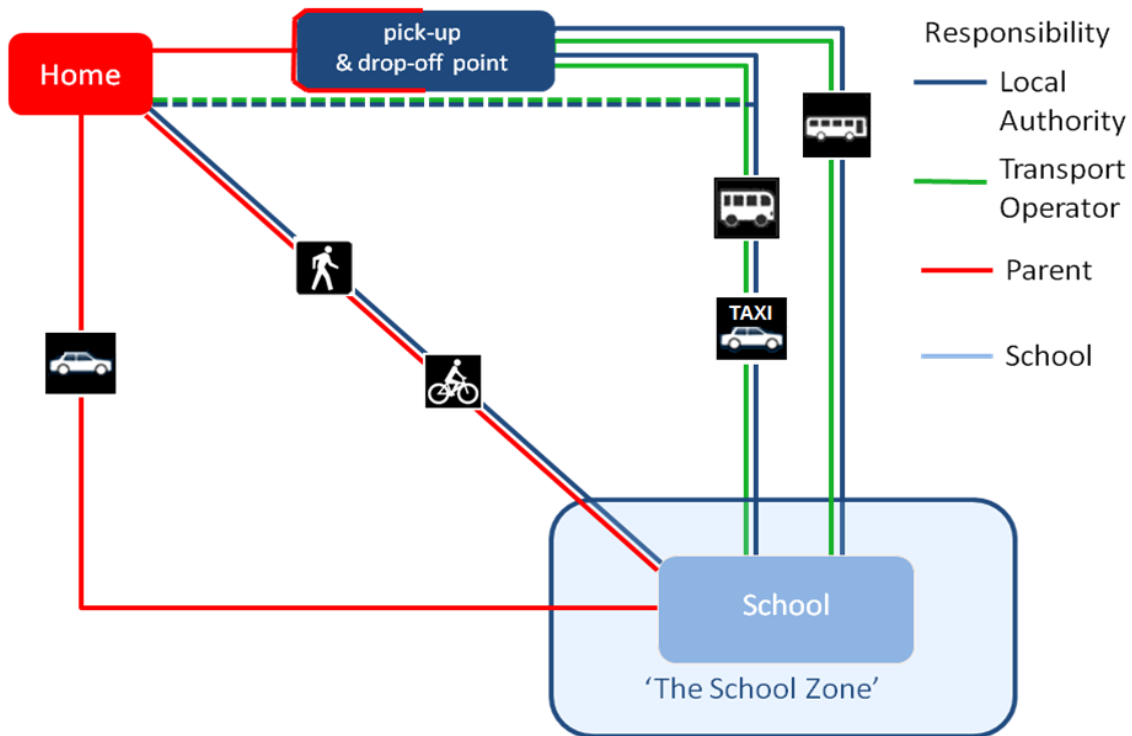 pick-up
& drop-off point
Home
Responsibility
Local
Authority
Transport
Operator
Parent
School
TAXI
School
‘The School Zone’